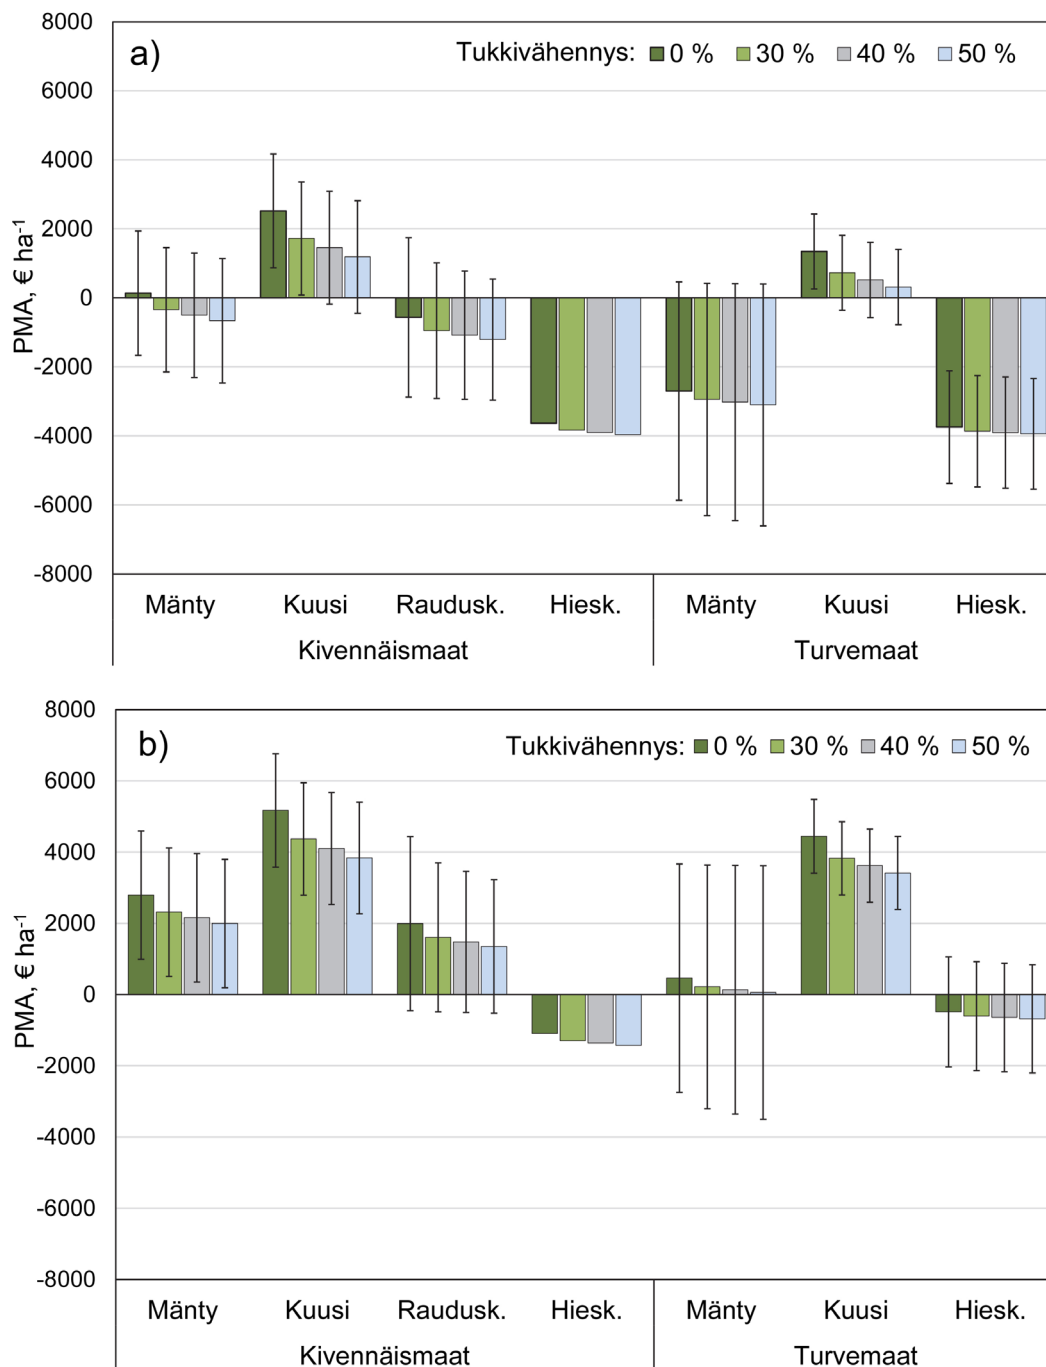 a)
Tukkivähennys: 0 % 30 % 40 % 50 %
PMA, € ha⁻¹
8000
6000
4000
2000
0
-2000
-4000
-6000
-8000
Mänty Kuusi Raudusk. Hiesk. Mänty Kuusi Hiesk.
Kivennäismaat Turvemaat
b)
Tukkivähennys: 0 % 30 % 40 % 50 %
PMA, € ha⁻¹
8000
6000
4000
2000
0
-2000
-4000
-6000
-8000
Mänty Kuusi Raudusk. Hiesk. Mänty Kuusi Hiesk.
Kivennäismaat Turvemaat